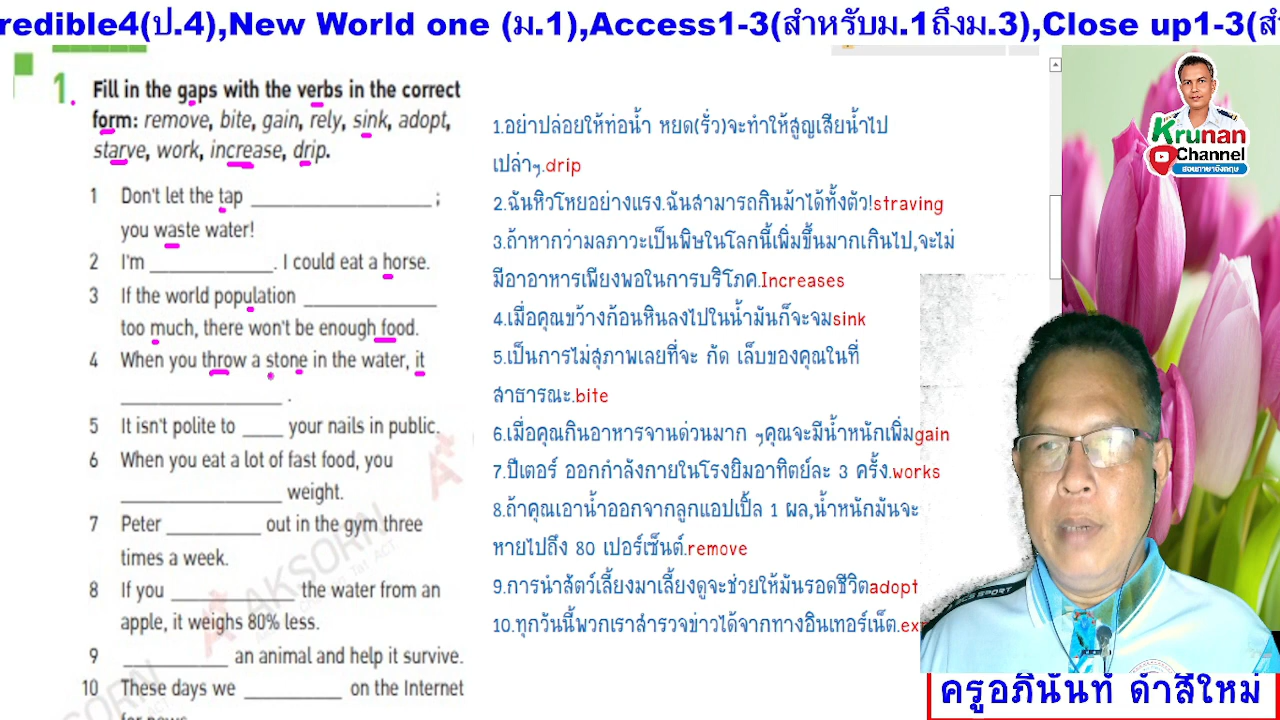 redible4(ป.4),New World one (ม.1),Access1-3(สำหรับม.1ถึงม.3),Close up1-3(สำ
1. Fill in the gaps with the verbs in the correct
form: remove, bite, gain, rely, sink, adopt,
starve, work, increase, drip.
1 Don't let the tap ____________________ ;
you waste water!
2 I'm ______________. I could eat a horse.
3 If the world population _______________
too much, there won't be enough food.
4 When you throw a stone in the water, it
__________________ .
5 It isn't polite to _____ your nails in public.
6 When you eat a lot of fast food, you
__________________ weight.
7 Peter __________ out in the gym three
times a week.
8 If you ______________ the water from an
apple, it weighs 80% less.
9 ____________ an animal and help it survive.
10 These days we ___________ on the Internet
for news.
1.อย่าปล่อยให้ท่อน้ำ หยด(รั่ว)จะทำให้สูญเสียน้ำไป
เปล่าๆ.drip
2.ฉันหิวโหยอย่างแรง.ฉันสามารถกินม้าได้ทั้งตัว!straving
3.ถ้าหากว่ามลภาวะเป็นพิษในโลกนี้เพิ่มขึ้นมากเกินไป,จะไม่
มีอาอาหารเพียงพอในการบริโภค.Increases
4.เมื่อคุณขว้างก้อนหินลงไปในน้ำมันก็จะจมsink
5.เป็นการไม่สุภาพเลยที่จะ กัด เล็บของคุณในที่
สาธารณะ.bite
6.เมื่อคุณกินอาหารจานด่วนมาก ๆคุณจะมีน้ำหนักเพิ่มgain
7.ปีเตอร์ ออกกำลังกายในโรงยิมอาทิตย์ละ 3 ครั้ง.works
8.ถ้าคุณเอาน้ำออกจากลูกแอปเปิ้ล 1 ผล,น้ำหนักมันจะ
หายไปถึง 80 เปอร์เซ็นต์.remove
9.การนำสัตว์เลี้ยงมาเลี้ยงดูจะช่วยให้มันรอดชีวิตadopt
10.ทุกวันนี้พวกเราสำรวจข่าวได้จากทางอินเทอร์เน็ต.ex
AKSORN
Krunan
Channel
สอนภาษาอังกฤษ
SPORT
ครูอภินันท์ ดำสีใหม่